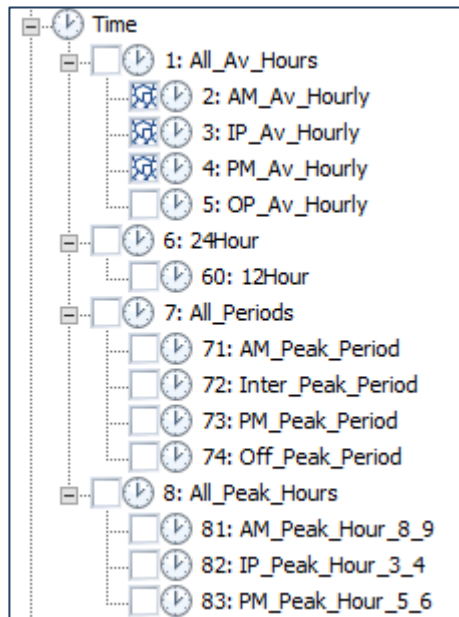 Time
1: All_Av_Hours
2: AM_Av_Hourly
3: IP_Av_Hourly
4: PM_Av_Hourly
5: OP_Av_Hourly
6: 24Hour
60: 12Hour
7: All_Periods
71: AM_Peak_Period
72: Inter_Peak_Period
73: PM_Peak_Period
74: Off_Peak_Period
8: All_Peak_Hours
81: AM_Peak_Hour_8_9
82: IP_Peak_Hour_3_4
83: PM_Peak_Hour_5_6